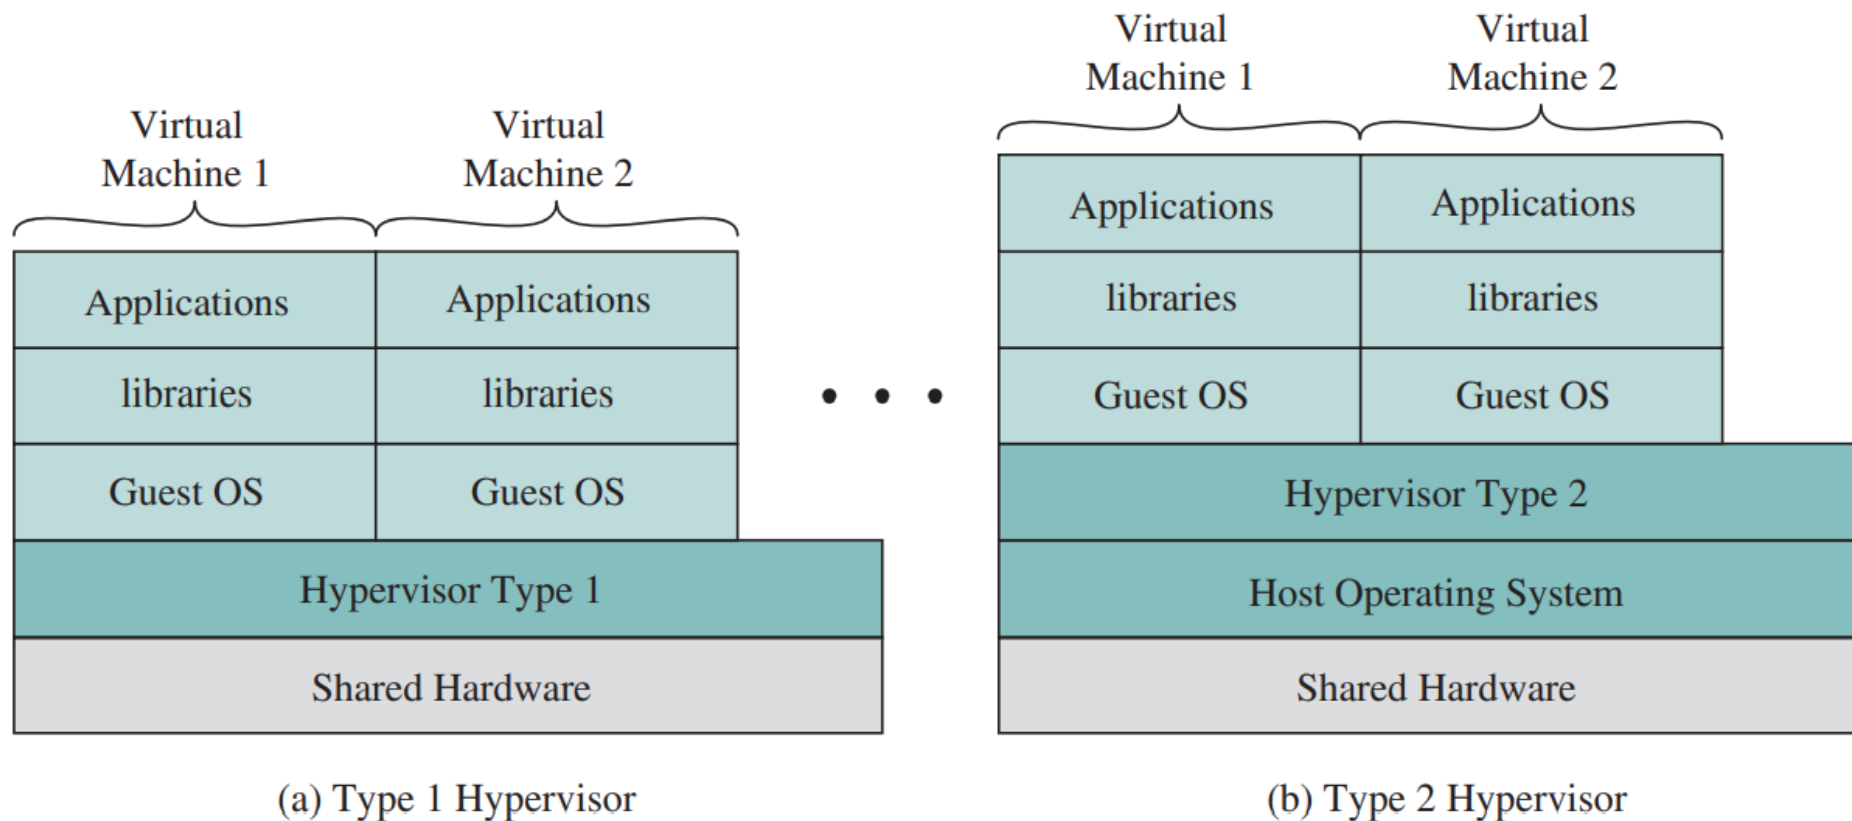 Virtual
Machine 1
Virtual
Machine 2
Applications
Applications
libraries
libraries
Guest OS
Guest OS
Hypervisor Type 1
Shared Hardware
(a) Type 1 Hypervisor
Virtual
Machine 1
Virtual
Machine 2
Applications
Applications
libraries
libraries
Guest OS
Guest OS
Hypervisor Type 2
Host Operating System
Shared Hardware
(b) Type 2 Hypervisor